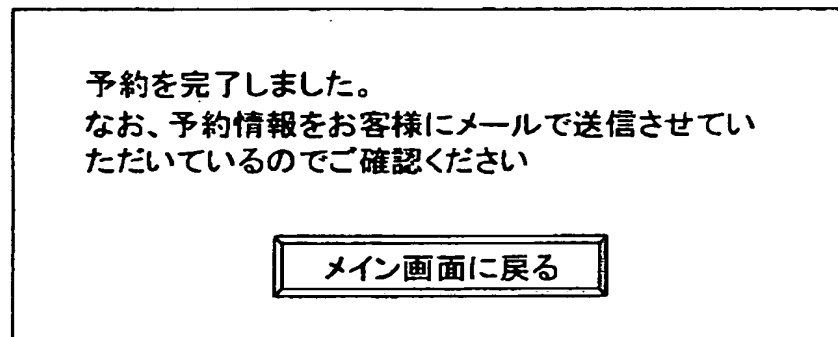 予約を完了しました。
なお、予約情報をお客様にメールで送信させてい
ただいているのでご確認ください
メイン画面に戻る